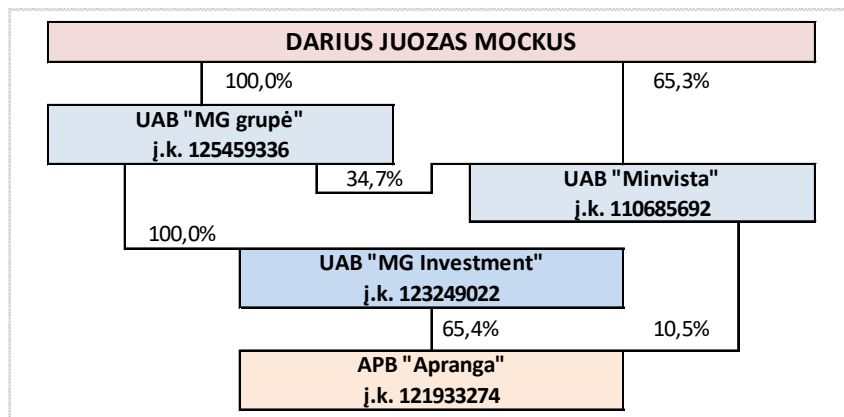 DARIUS JUOZAS MOCKUS
100,0%
65,3%
UAB "MG grupė"
į.k. 125459336
34,7%
UAB "Minvista"
į.k. 110685692
100,0%
UAB "MG Investment"
į.k. 123249022
65,4%
10,5%
APB "Apranga"
į.k. 121933274